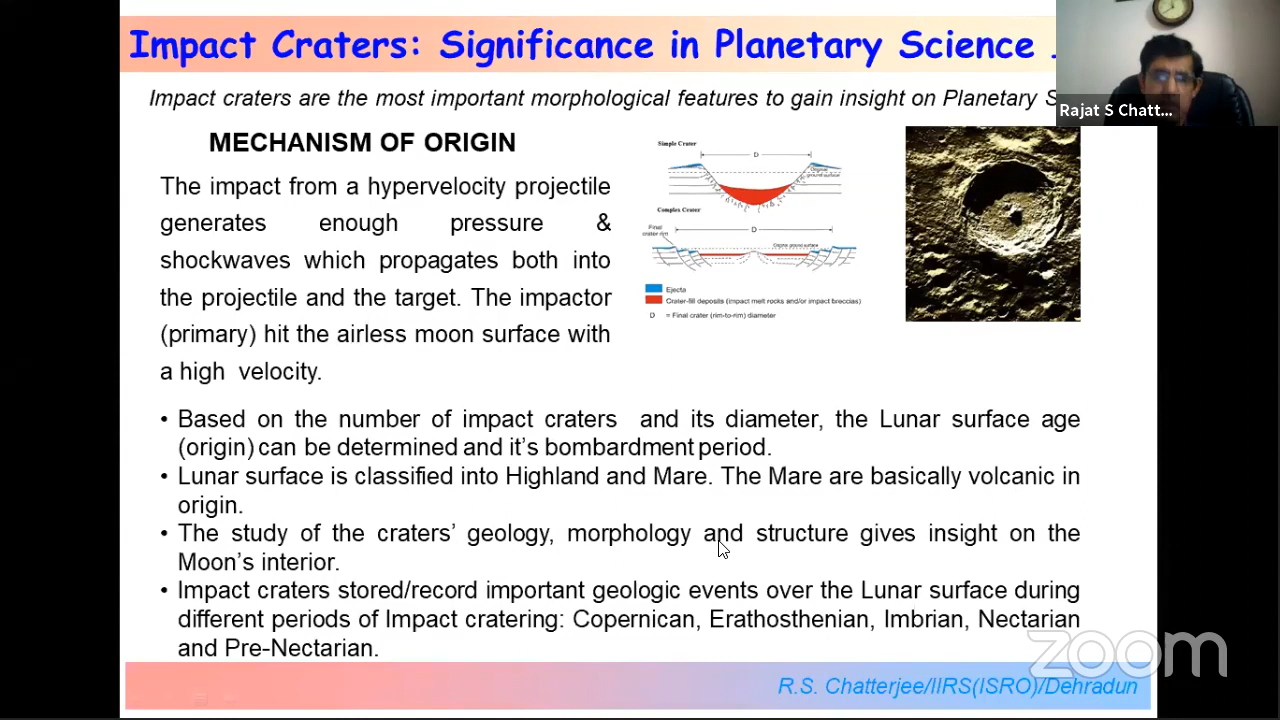 Impact Craters: Significance in Planetary Science
Impact craters are the most important morphological features to gain insight on Planetary S
Rajat S Chatt...
MECHANISM OF ORIGIN
The impact from a hypervelocity projectile
generates enough pressure &
shockwaves which propagates both into
the projectile and the target. The impactor
(primary) hit the airless moon surface with
a high velocity.
Simple Crater
D
Original
ground surface
Complex Crater
Final
crater rim
D
Original ground surface
Ejecta
Crater-fill deposits (impact melt rocks and/or impact breccias)
D = Final crater (rim-to-rim) diameter
• Based on the number of impact craters and its diameter, the Lunar surface age
(origin) can be determined and it's bombardment period.
• Lunar surface is classified into Highland and Mare. The Mare are basically volcanic in
origin.
• The study of the craters' geology, morphology and structure gives insight on the
Moon's interior.
• Impact craters stored/record important geologic events over the Lunar surface during
different periods of Impact cratering: Copernican, Erathosthenian, Imbrian, Nectarian
and Pre-Nectarian.
zoom
R.S. Chatterjee/IIRS(ISRO)/Dehradun